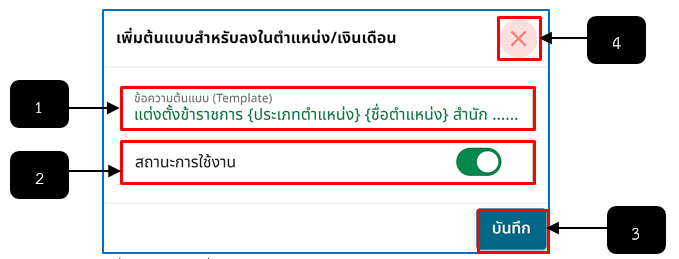 เพิ่มต้นแบบสำหรับลงในตำแหน่ง/เงินเดือน
4
ข้อความต้นแบบ (Template)
1
แต่งตั้งข้าราชการ {ประเภทตำแหน่ง} {ชื่อตำแหน่ง} สำนัก ......
สถานะการใช้งาน
2
บันทึก
3